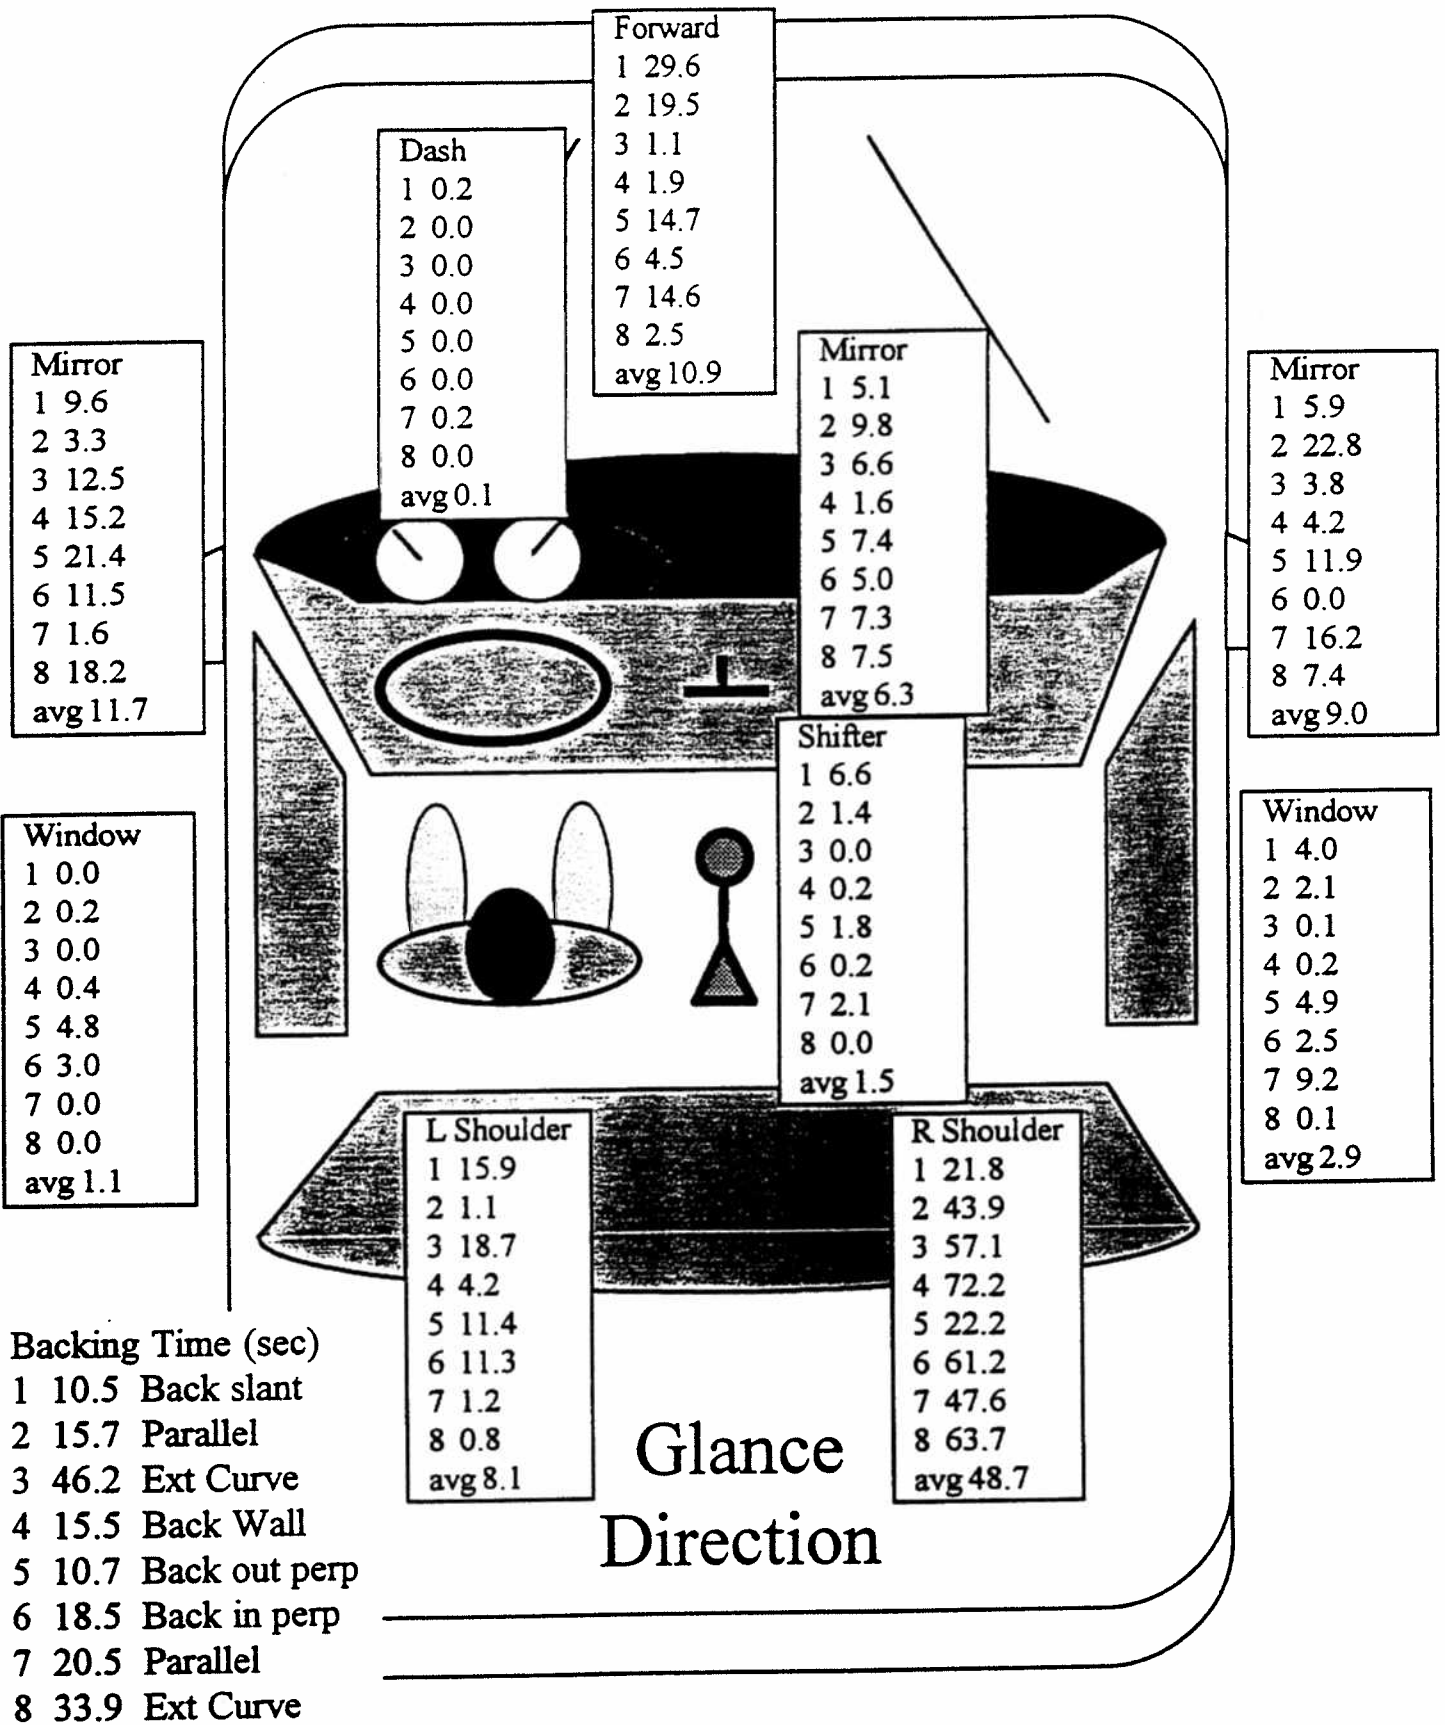 Forward
1 29.6
2 19.5
3 1.1
4 1.9
5 14.7
6 4.5
7 14.6
8 2.5
avg 10.9
Dash
1 0.2
2 0.0
3 0.0
4 0.0
5 0.0
6 0.0
7 0.2
8 0.0
avg 0.1
Mirror
1 9.6
2 3.3
3 12.5
4 15.2
5 21.4
6 11.5
7 1.6
8 18.2
avg 11.7
Mirror
1 5.1
2 9.8
3 6.6
4 1.6
5 7.4
6 5.0
7 7.3
8 7.5
avg 6.3
Mirror
1 5.9
2 22.8
3 3.8
4 4.2
5 11.9
6 0.0
7 16.2
8 7.4
avg 9.0
Shifter
1 6.6
2 1.4
3 0.0
4 0.2
5 1.8
6 0.2
7 2.1
8 0.0
avg 1.5
Window
1 0.0
2 0.2
3 0.0
4 0.4
5 4.8
6 3.0
7 0.0
8 0.0
avg 1.1
Window
1 4.0
2 2.1
3 0.1
4 0.2
5 4.9
6 2.5
7 9.2
8 0.1
avg 2.9
L Shoulder
1 15.9
2 1.1
3 18.7
4 4.2
5 11.4
6 11.3
7 1.2
8 0.8
avg 8.1
R Shoulder
1 21.8
2 43.9
3 57.1
4 72.2
5 22.2
6 61.2
7 47.6
8 63.7
avg 48.7
Glance
Direction
Backing Time (sec)
1 10.5 Back slant
2 15.7 Parallel
3 46.2 Ext Curve
4 15.5 Back Wall
5 10.7 Back out perp
6 18.5 Back in perp
7 20.5 Parallel
8 33.9 Ext Curve